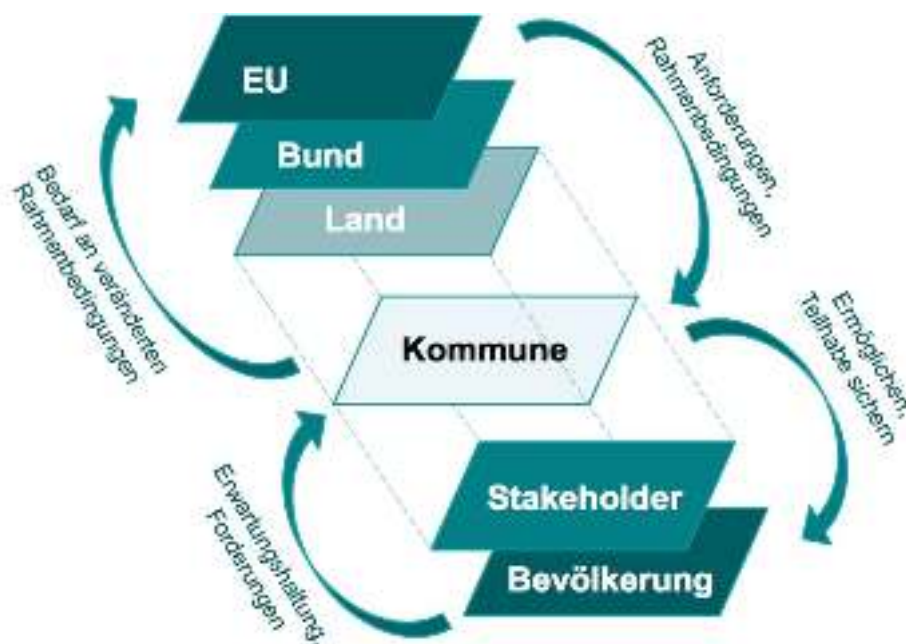 EU
Bund
Land
Kommune
Stakeholder
Bevölkerung
Anforderungen,
Rahmenbedingungen
Ermöglichen,
Teilhabe sichern
Bedarf an veränderten
Rahmenbedingungen
Erwartungshaltung,
Forderungen